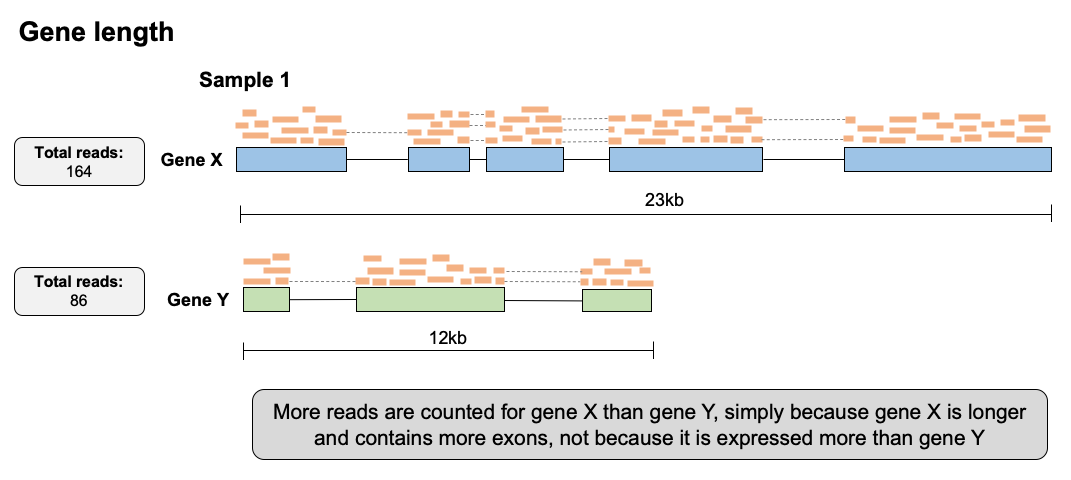 Gene length
Sample 1
Total reads:
164
Gene X
23kb
Total reads:
86
Gene Y
12kb
More reads are counted for gene X than gene Y, simply because gene X is longer
and contains more exons, not because it is expressed more than gene Y